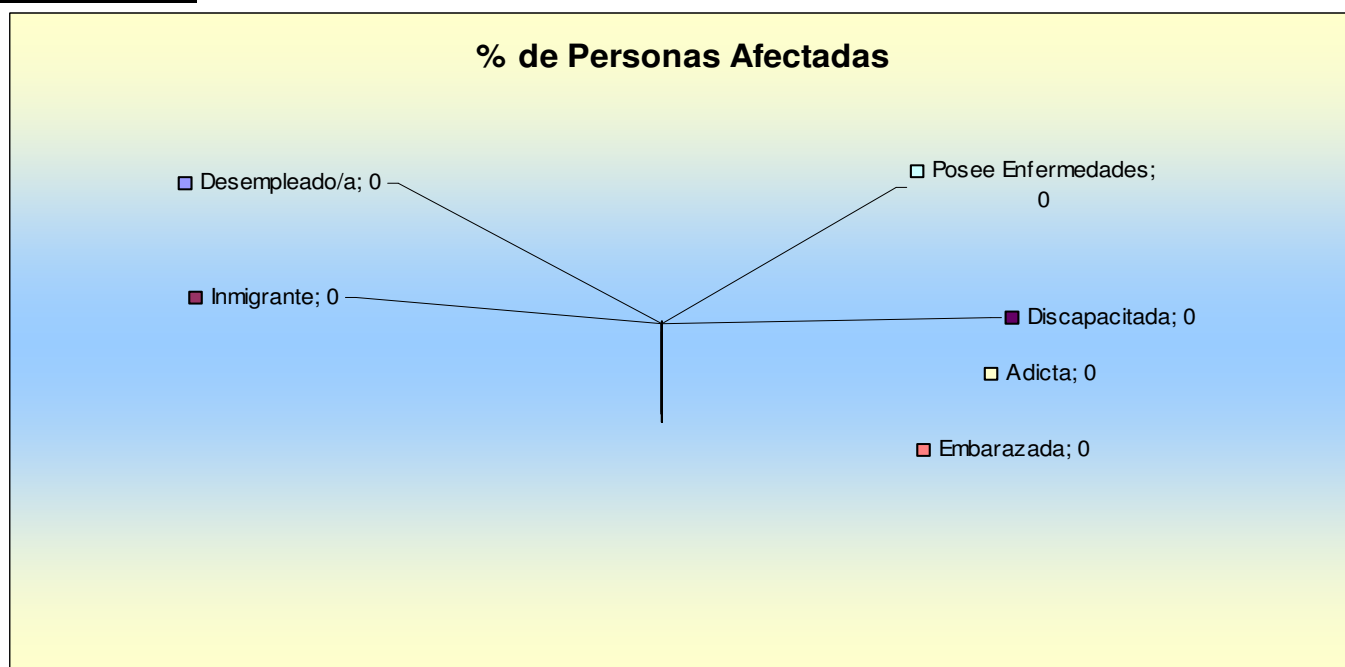 % de Personas Afectadas
Desempleado/a; 0
Posee Enfermedades;
0
Inmigrante; 0
Discapacitada; 0
Adicta; 0
Embarazada; 0